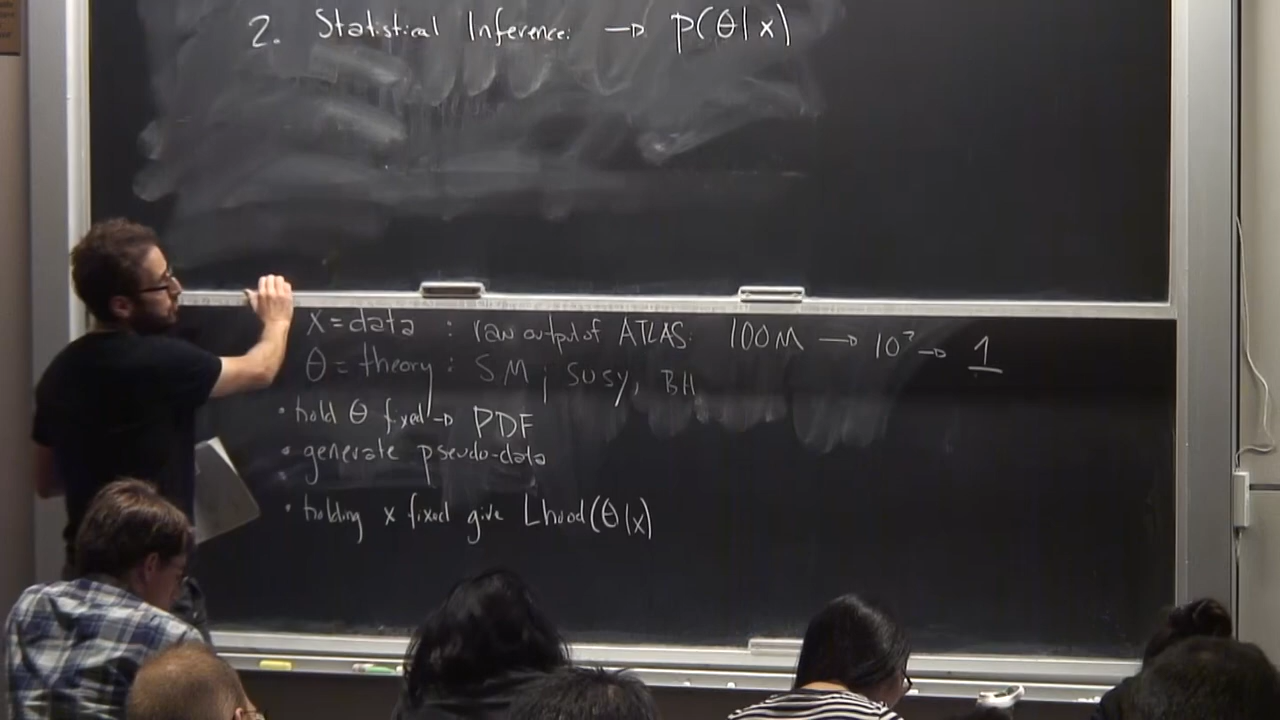 2. Statistical Inference: → p(θ|x)
x = data : raw output of ATLAS: 100M → 10³ → 1
θ = theory : SM; SUSY, BH
• hold θ fixed → PDF
• generate pseudo-data
• holding x fixed give Lhood(θ|x)